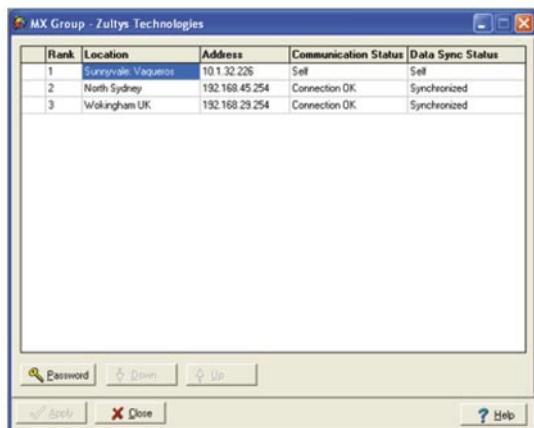 MX Group - Zultys Technologies
Rank Location Address Communication Status Data Sync Status
1 Sunnyvale: Vaqueros 10.1.32.226 Self Self
2 North Sydney 192.168.45.254 Connection OK Synchronized
3 Wokingham UK 192.168.29.254 Connection OK Synchronized
Password Down Up
Apply Close Help